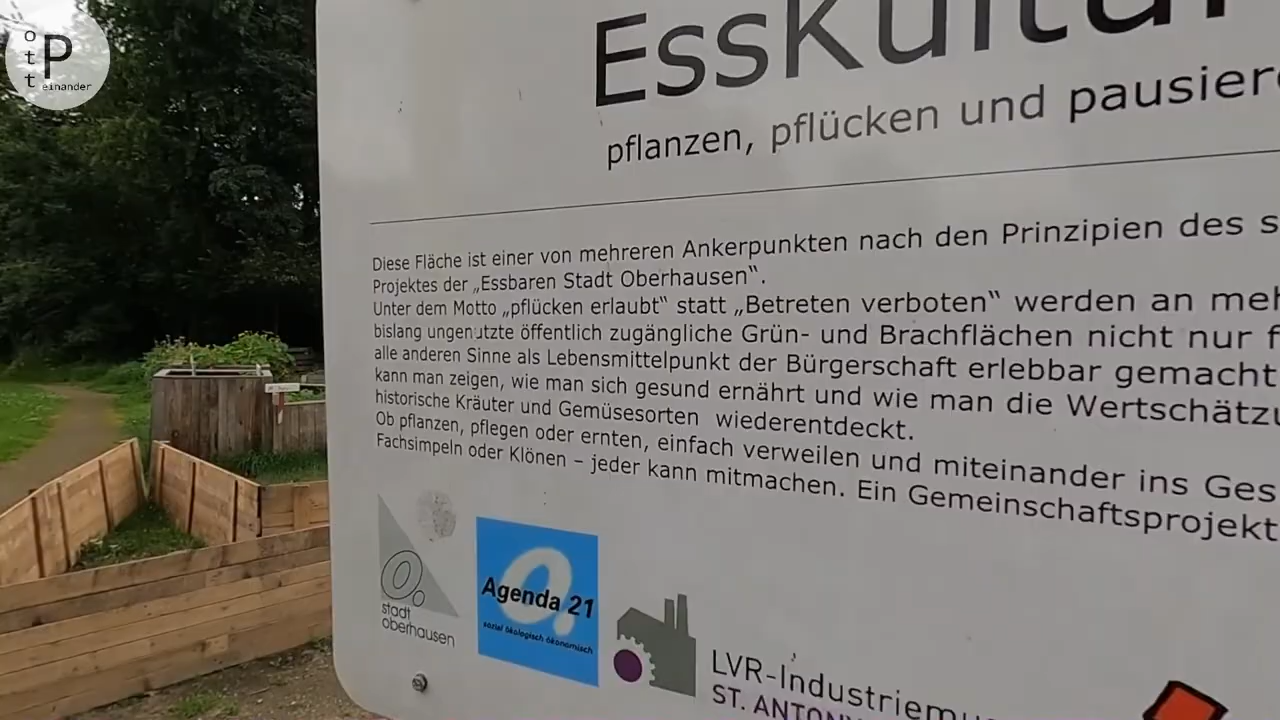 ott
P
einander
Esskultur
pflanzen, pflücken und pausiere
Diese Fläche ist einer von mehreren Ankerpunkten nach den Prinzipien des s
Projektes der „Essbaren Stadt Oberhausen“.
Unter dem Motto „pflücken erlaubt“ statt „Betreten verboten“ werden an meh
bislang ungenutzte öffentlich zugängliche Grün- und Brachflächen nicht nur f
alle anderen Sinne als Lebensmittelpunkt der Bürgerschaft erlebbar gemacht
kann man zeigen, wie man sich gesund ernährt und wie man die Wertschätzu
historische Kräuter und Gemüsesorten wiederentdeckt.
Ob pflanzen, pflegen oder ernten, einfach verweilen und miteinander ins Ges
Fachsimpeln oder Klönen – jeder kann mitmachen. Ein Gemeinschaftsprojekt
stadt
oberhausen
Agenda 21
sozial ökologisch ökonomisch
LVR-Industriemu
ST. ANTONY